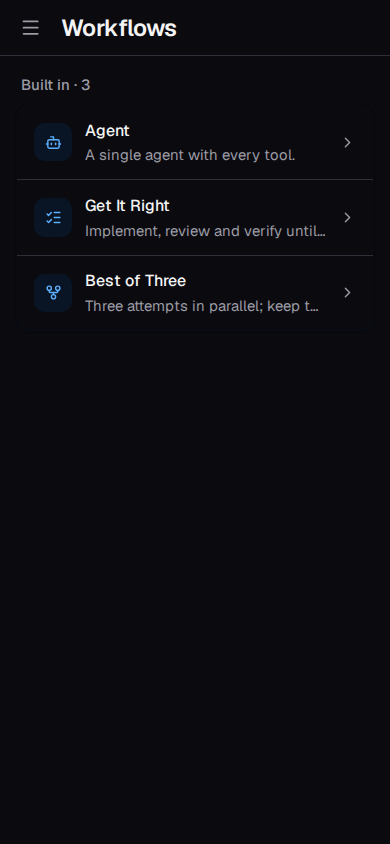 Workflows
Built in · 3
Agent
A single agent with every tool.
Get It Right
Implement, review and verify until...
Best of Three
Three attempts in parallel; keep t...